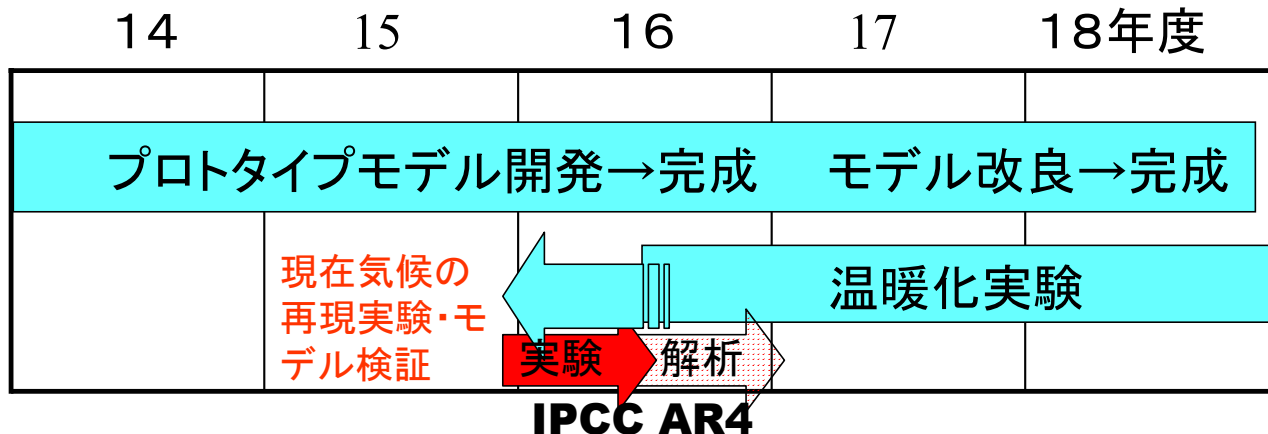 １４ 15 １６ 17 １８年度
プロトタイプモデル開発→完成 モデル改良→完成
現在気候の
再現実験・モ
デル検証
温暖化実験
実験 解析
IPCC AR4